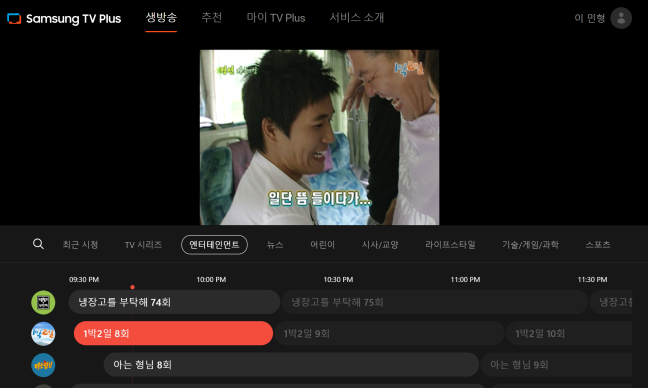 Samsung TV Plus
생방송
추천
마이 TV Plus
서비스 소개
이 민형
1박2일
일단 뜸 들이다가...
최근 시청
TV 시리즈
엔터테인먼트
뉴스
어린이
시사/교양
라이프스타일
기술/게임/과학
스포츠
09:30 PM
10:00 PM
10:30 PM
11:00 PM
11:30 PM
냉장고를 부탁해 74회
냉장고를 부탁해 75회
냉장고를 부
1박2일 8회
1박2일 9회
1박2일 10회
아는 형님 8회
아는 형님 9회